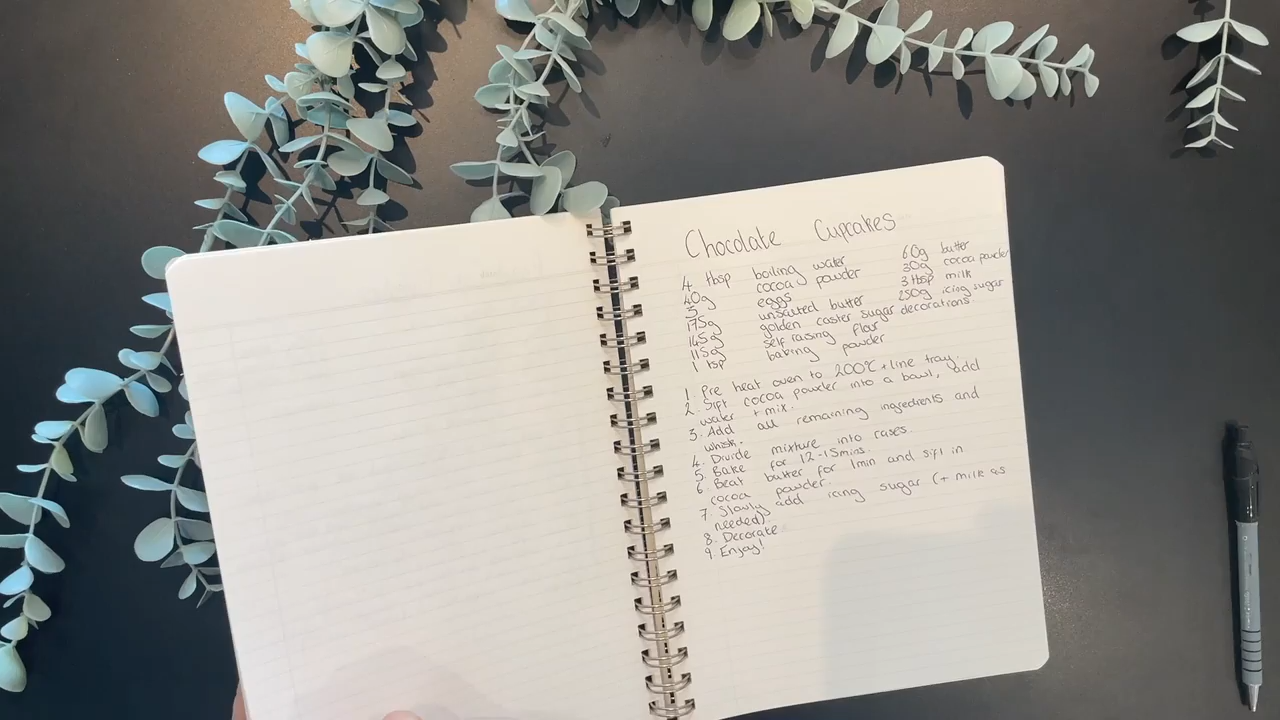 Chocolate Cupcakes
4 tbsp boiling water 60g butter
40g cocoa powder 30g cocoa powder
3 eggs 3 tbsp milk
175g unsalted butter 250g icing sugar
165g golden caster sugar decorations
115g self raising flar
1 tsp baking powder
1 Pre heat oven to 200°C + line tray.
2. Sift cocoa powder into a bowl, add
water + mix.
3. Add all remaining ingredients and
whisk.
4. Divide mixture into cases.
5 Bake for 12-15mins.
6 Beat butter for 1min and sift in
cocoa powder.
7 Slowly add icing sugar (+ milk as
needed).
8. Decorate
9 Enjoy!